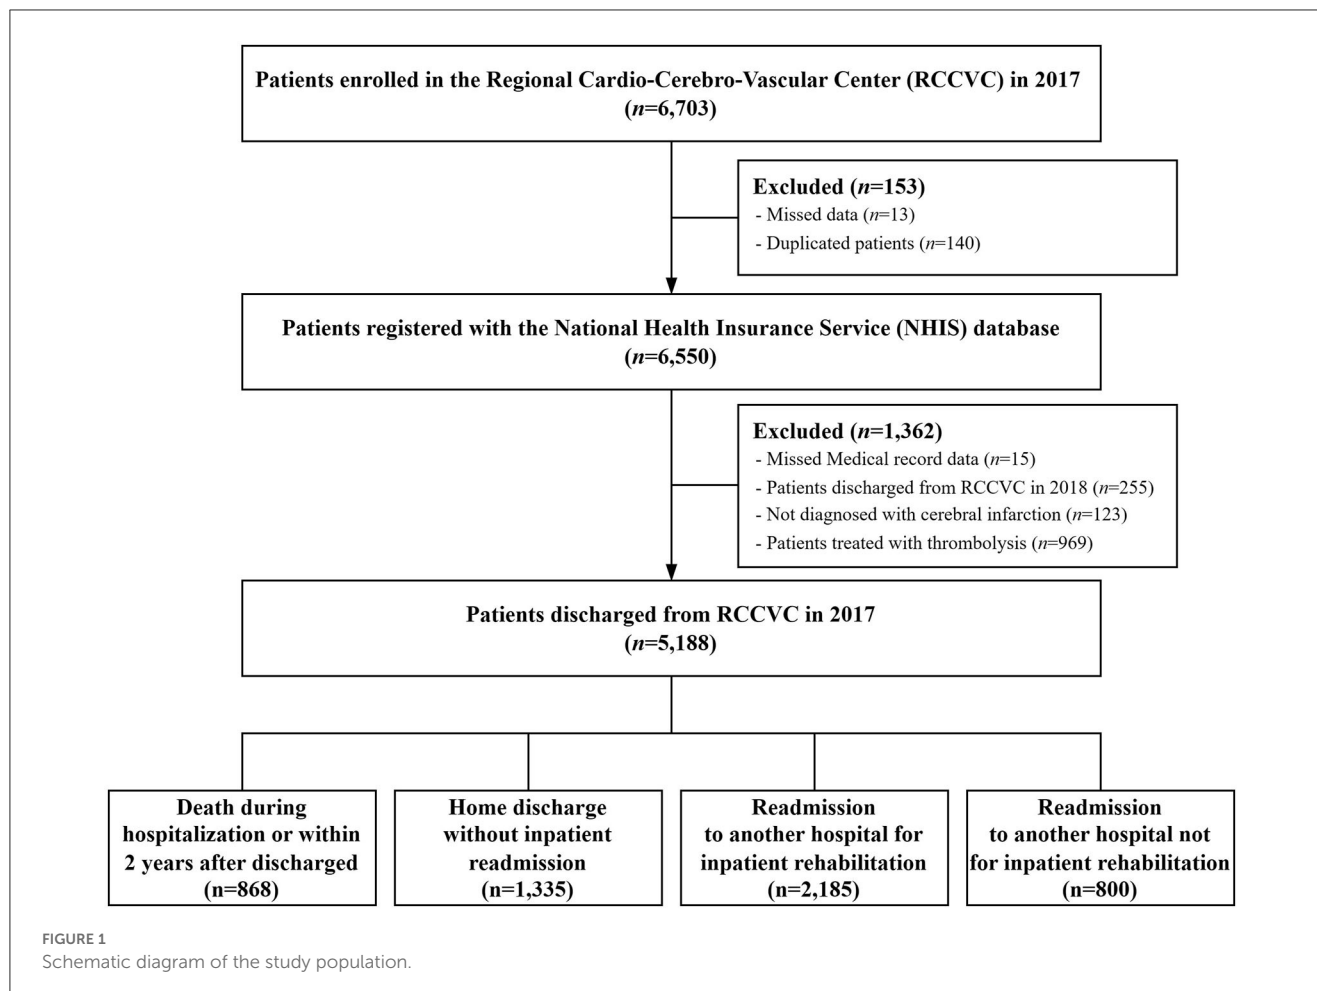 Patients enrolled in the Regional Cardio-Cerebro-Vascular Center (RCCVC) in 2017
(n=6,703)
Excluded (n=153)
- Missed data (n=13)
- Duplicated patients (n=140)
Patients registered with the National Health Insurance Service (NHIS) database
(n=6,550)
Excluded (n=1,362)
- Missed Medical record data (n=15)
- Patients discharged from RCCVC in 2018 (n=255)
- Not diagnosed with cerebral infarction (n=123)
- Patients treated with thrombolysis (n=969)
Patients discharged from RCCVC in 2017
(n=5,188)
Death during
hospitalization or within
2 years after discharged
(n=868)
Home discharge
without inpatient
readmission
(n=1,335)
Readmission
to another hospital for
inpatient rehabilitation
(n=2,185)
Readmission
to another hospital not
for inpatient rehabilitation
(n=800)
FIGURE 1
Schematic diagram of the study population.